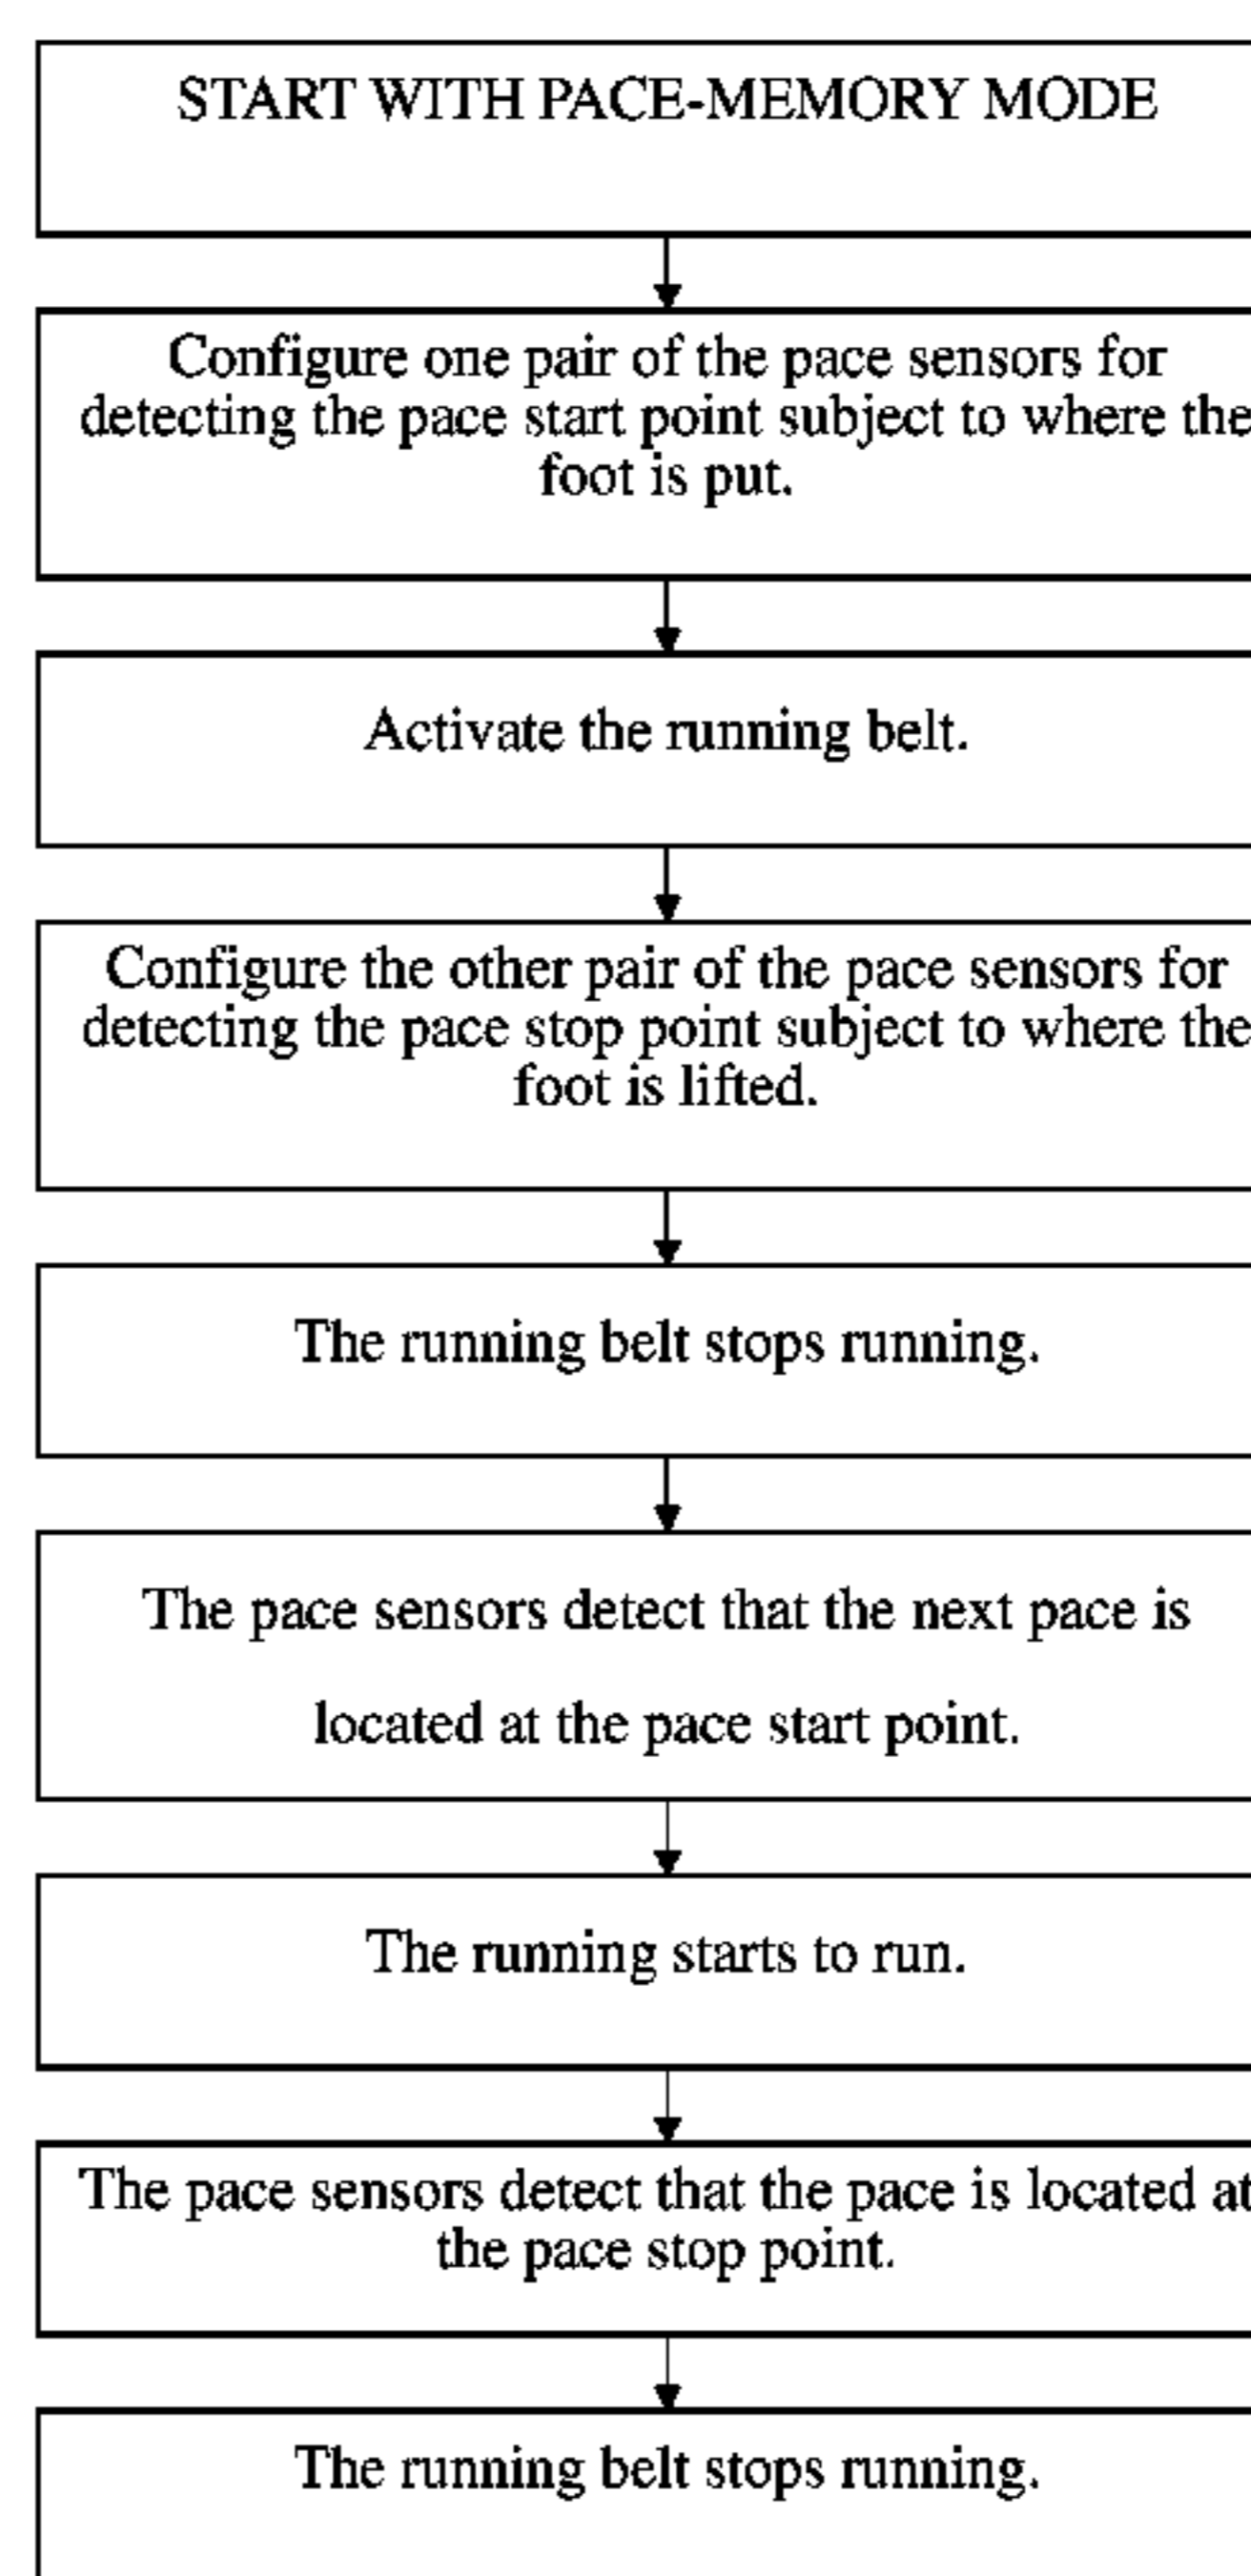 START WITH PACE-MEMORY MODE
Configure one pair of the pace sensors for
detecting the pace start point subject to where the
foot is put.
Activate the running belt.
Configure the other pair of the pace sensors for
detecting the pace stop point subject to where the
foot is lifted.
The running belt stops running.
The pace sensors detect that the next pace is
located at the pace start point.
The running starts to run.
The pace sensors detect that the pace is located at
the pace stop point.
The running belt stops running.